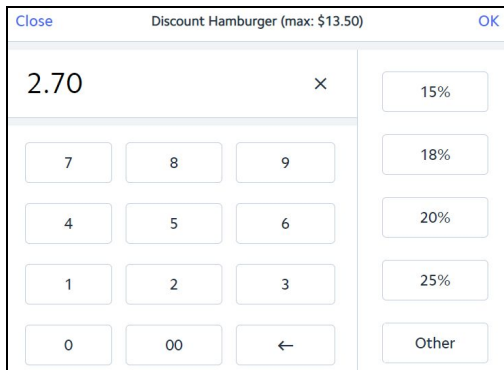 Close Discount Hamburger (max: $13.50) OK
2.70 ×
15%
7 8 9
18%
4 5 6
20%
1 2 3
25%
0 00 ←
Other